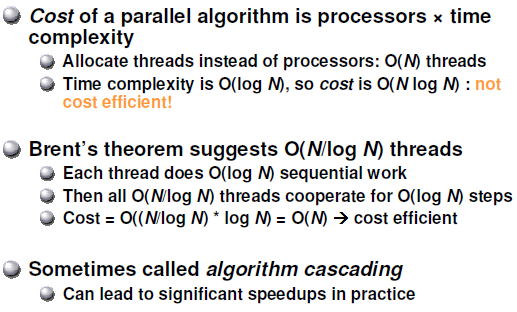 Cost of a parallel algorithm is processors × time
complexity
Allocate threads instead of processors: O(N) threads
Time complexity is O(log N), so cost is O(N log N) : not
cost efficient!
Brent's theorem suggests O(N/log N) threads
Each thread does O(log N) sequential work
Then all O(N/log N) threads cooperate for O(log N) steps
Cost = O((N/log N) * log N) = O(N) → cost efficient
Sometimes called algorithm cascading
Can lead to significant speedups in practice